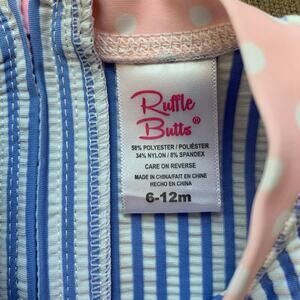 Ruffle
Butts®
58% POLYESTER / POLIÉSTER
34% NYLON / 8% SPANDEX
CARE ON REVERSE
MADE IN CHINA/FAIT EN CHINE
HECHO EN CHINA
6-12m